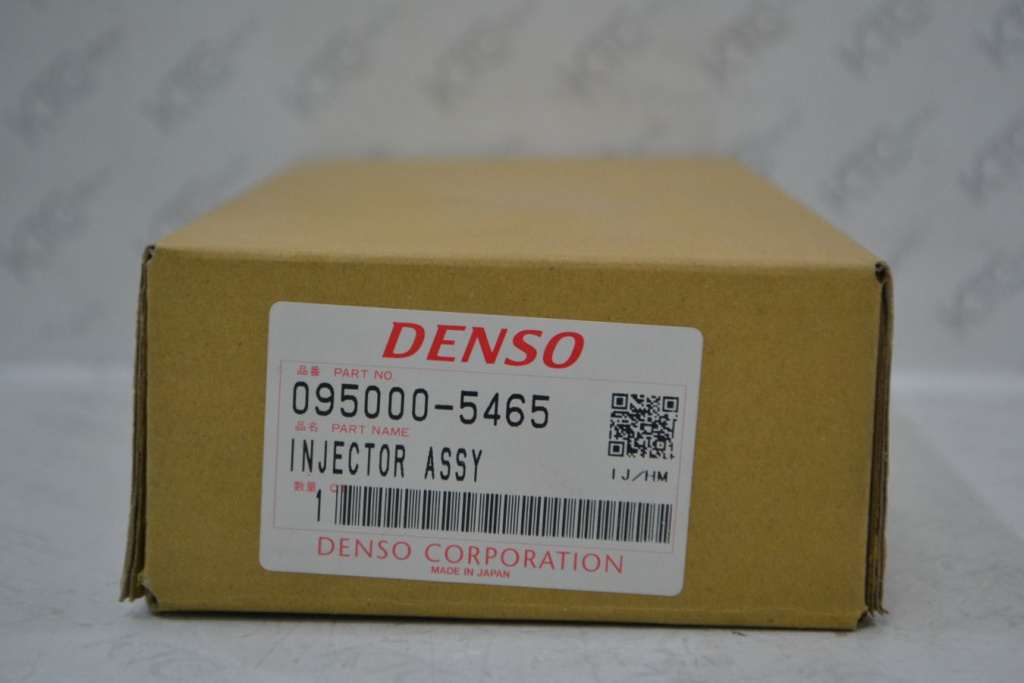 DENSO
品番 PART NO
095000-5465
品名 PART NAME
INJECTOR ASSY
IJ/HM
数量
1
DENSO CORPORATION
MADE IN JAPAN